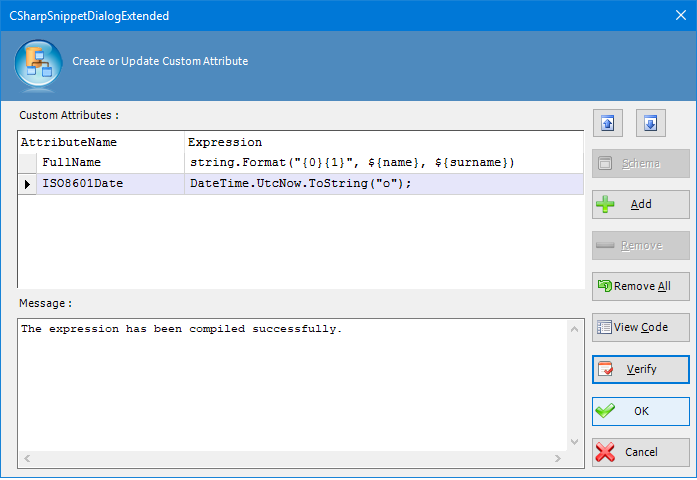 CSharpSnippetDialogExtended
Create or Update Custom Attribute
Custom Attributes :
AttributeName Expression
FullName string.Format("{0}{1}", ${name}, ${surname})
ISO8601Date DateTime.UtcNow.ToString("o");
Schema
Add
Remove
Remove All
Message :
The expression has been compiled successfully.
View Code
Verify
OK
Cancel